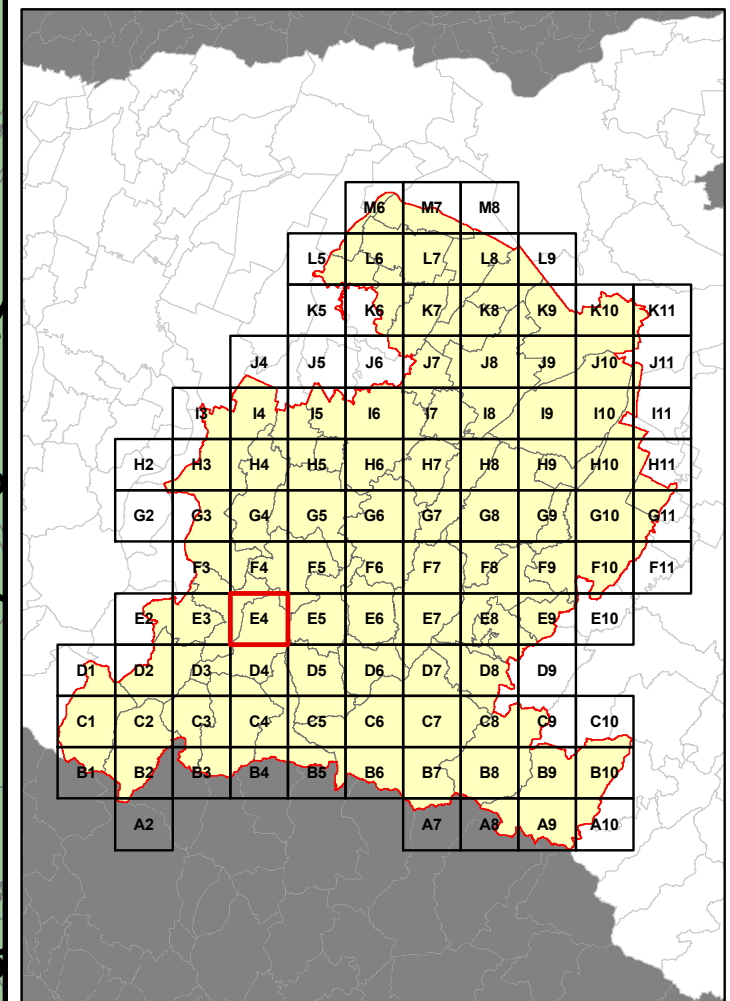 M6 M7 M8
L5 L6 L7 L8 L9
K5 K6 K7 K8 K9 K10 K11
J4 J5 J6 J7 J8 J9 J10 J11
I3 I4 I5 I6 I7 I8 I9 I10 I11
H2 H3 H4 H5 H6 H7 H8 H9 H10 H11
G2 G3 G4 G5 G6 G7 G8 G9 G10 G11
F3 F4 F5 F6 F7 F8 F9 F10 F11
E2 E3 E4 E5 E6 E7 E8 E9 E10
D1 D2 D3 D4 D5 D6 D7 D8 D9
C1 C2 C3 C4 C5 C6 C7 C8 C9 C10
B1 B2 B3 B4 B5 B6 B7 B8 B9 B10
A2 A7 A8 A9 A10